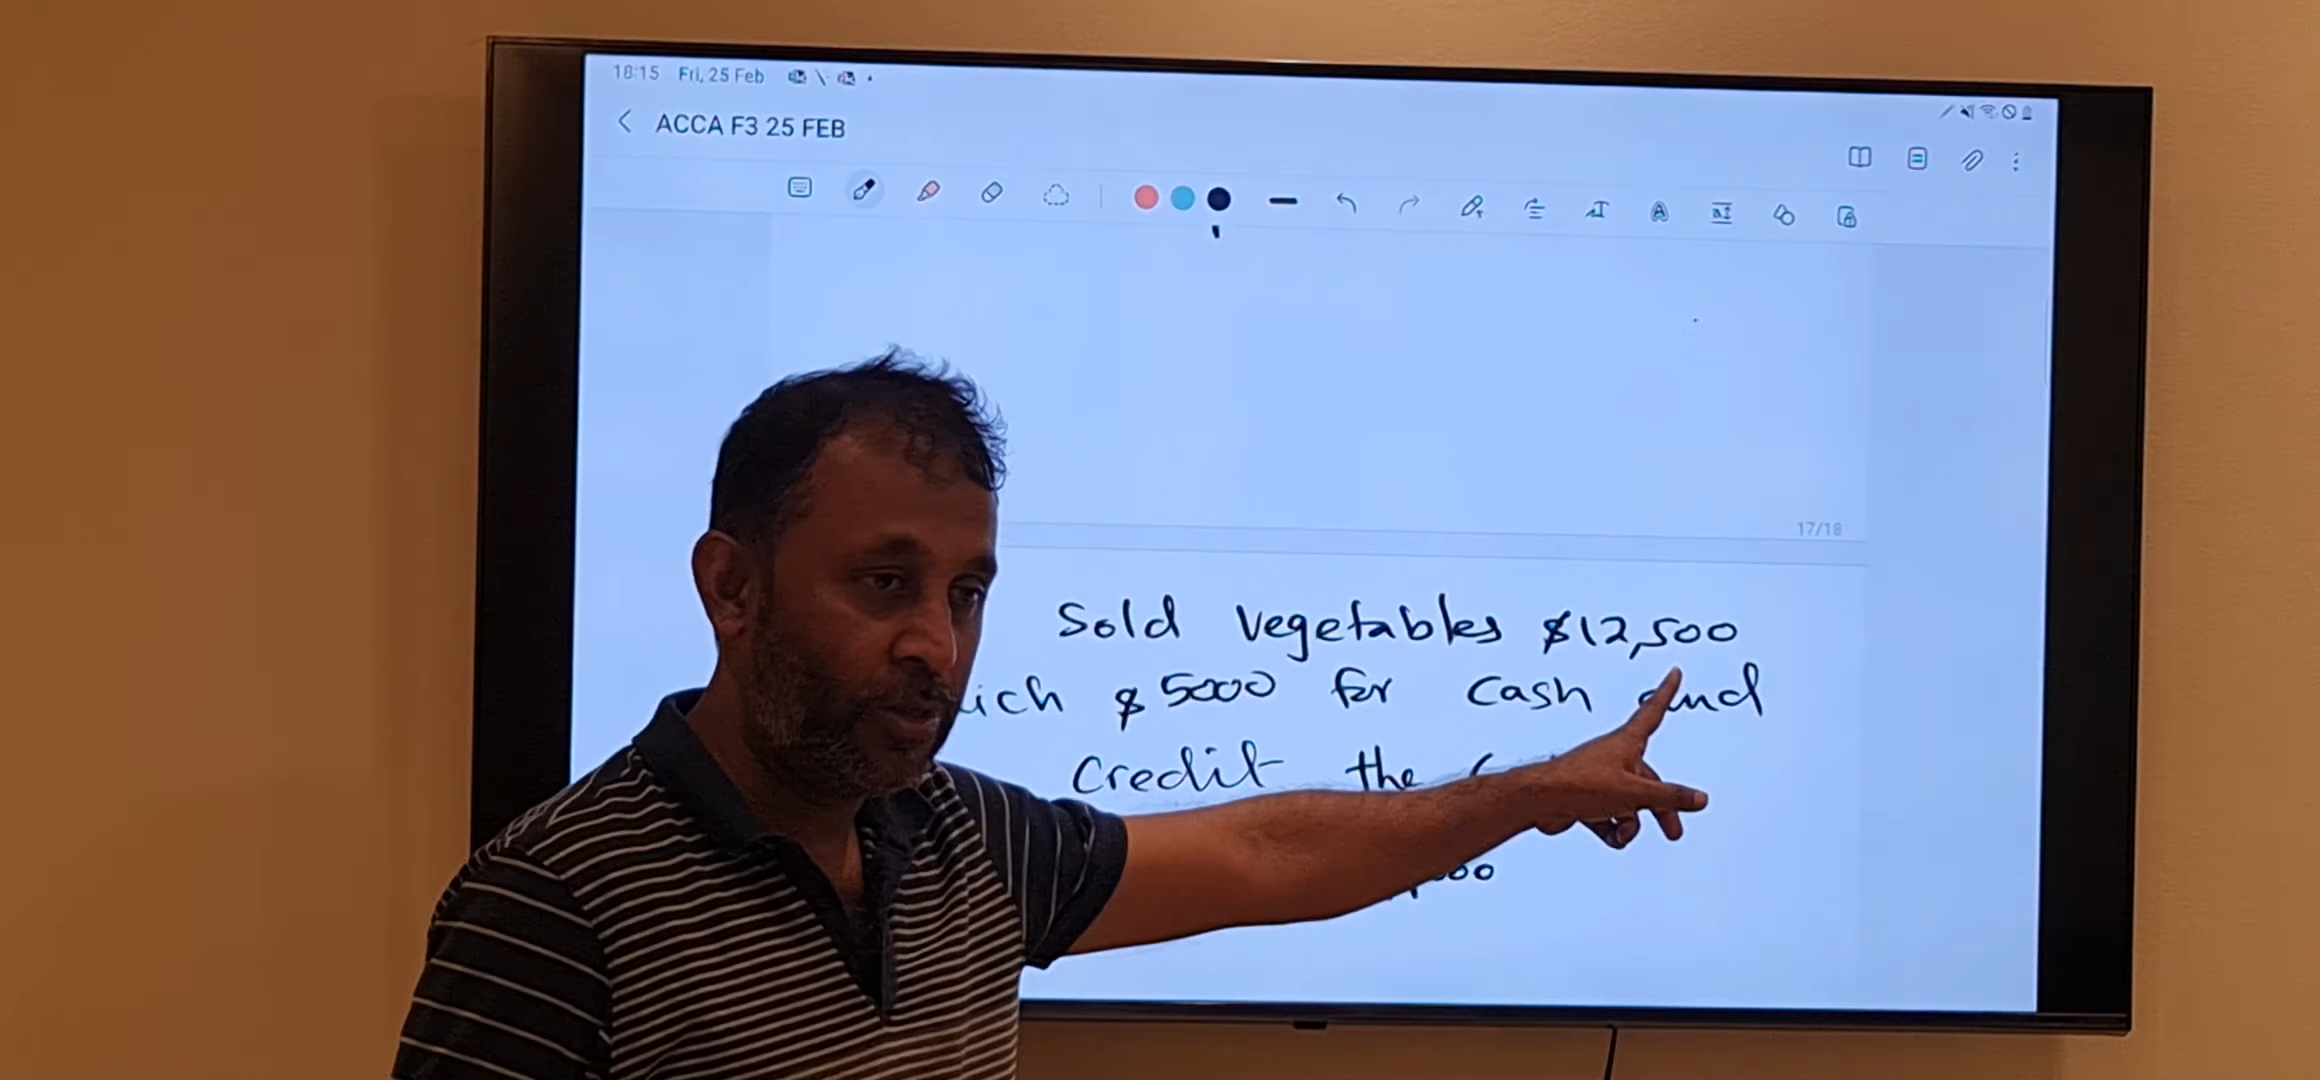 18:15 Fri, 25 Feb
ACCA F3 25 FEB
17/18
Sold vegetables $12,500
$5000 for cash and
Credit the